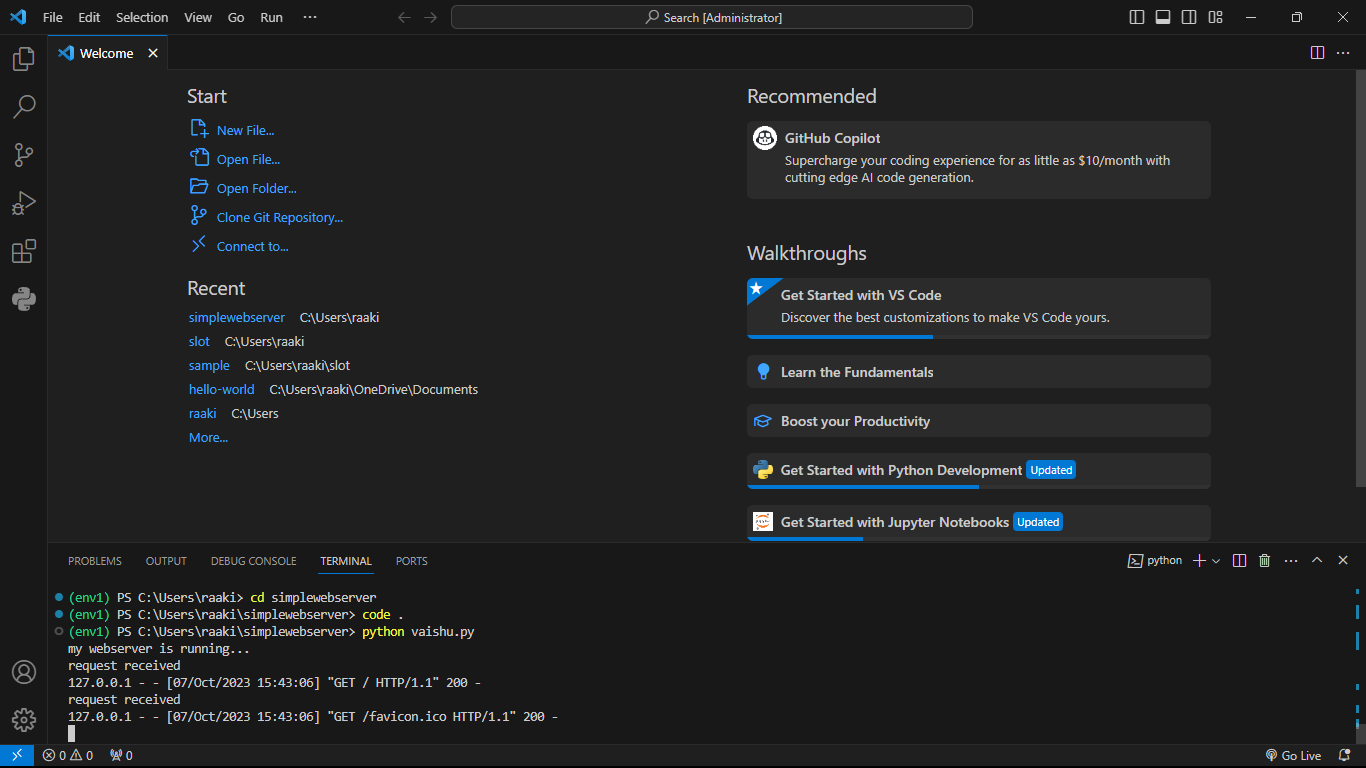 File Edit Selection View Go Run ···
Search [Administrator]
Welcome
Start
New File...
Open File...
Open Folder...
Clone Git Repository...
Connect to...
Recent
simplewebserver C:\Users\raaki
slot C:\Users\raaki
sample C:\Users\raaki\slot
hello-world C:\Users\raaki\OneDrive\Documents
raaki C:\Users
More...
Recommended
GitHub Copilot
Supercharge your coding experience for as little as $10/month with
cutting edge AI code generation.
Walkthroughs
Get Started with VS Code
Discover the best customizations to make VS Code yours.
Learn the Fundamentals
Boost your Productivity
Get Started with Python Development Updated
Get Started with Jupyter Notebooks Updated
PROBLEMS OUTPUT DEBUG CONSOLE TERMINAL PORTS
python
(env1) PS C:\Users\raaki> cd simplewebserver
(env1) PS C:\Users\raaki\simplewebserver> code .
(env1) PS C:\Users\raaki\simplewebserver> python vaishu.py
my webserver is running...
request received
127.0.0.1 - - [07/Oct/2023 15:43:06] "GET / HTTP/1.1" 200 -
request received
127.0.0.1 - - [07/Oct/2023 15:43:06] "GET /favicon.ico HTTP/1.1" 200 -
0 0 0
Go Live